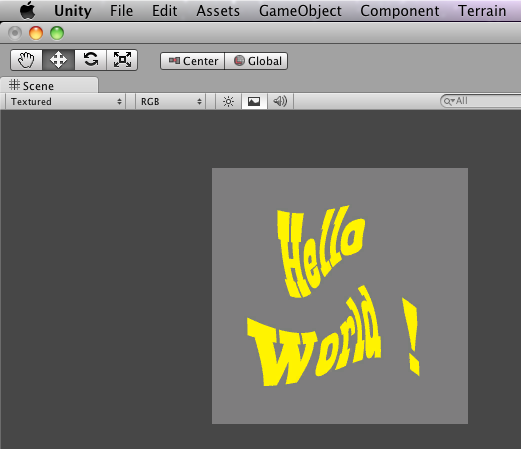 Unity File Edit Assets GameObject Component Terrain
Center Global
Scene
Textured RGB All
Hello
World !